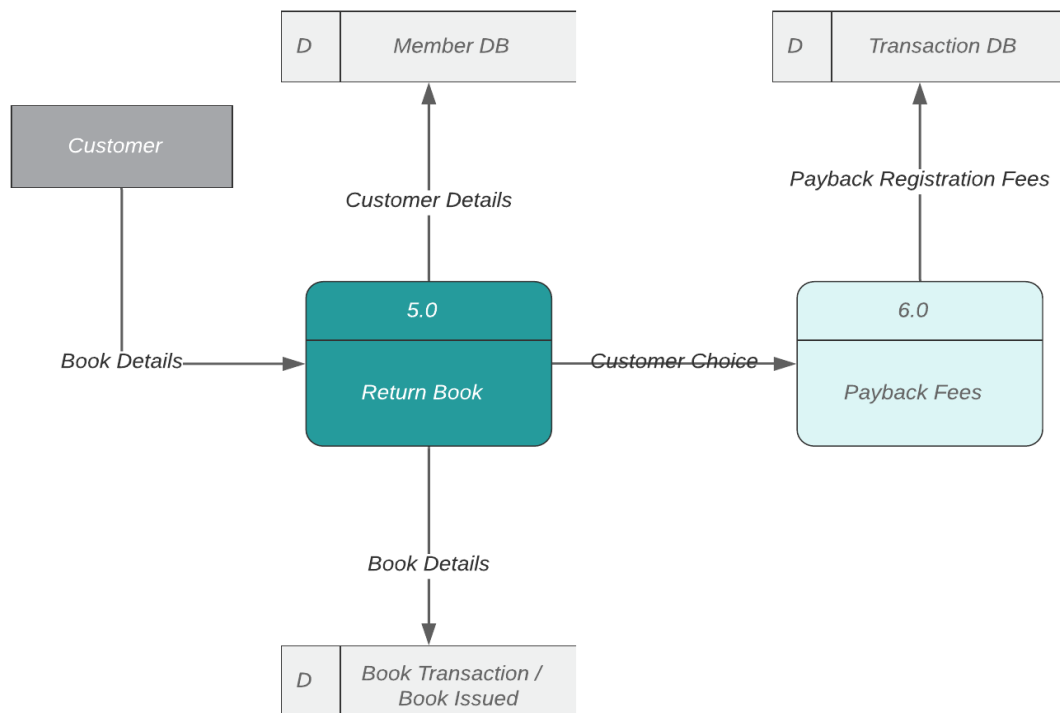 D
Member DB
D
Transaction DB
Customer
Customer Details
Payback Registration Fees
5.0
6.0
Book Details
Return Book
Customer Choice
Payback Fees
Book Details
D
Book Transaction /
Book Issued